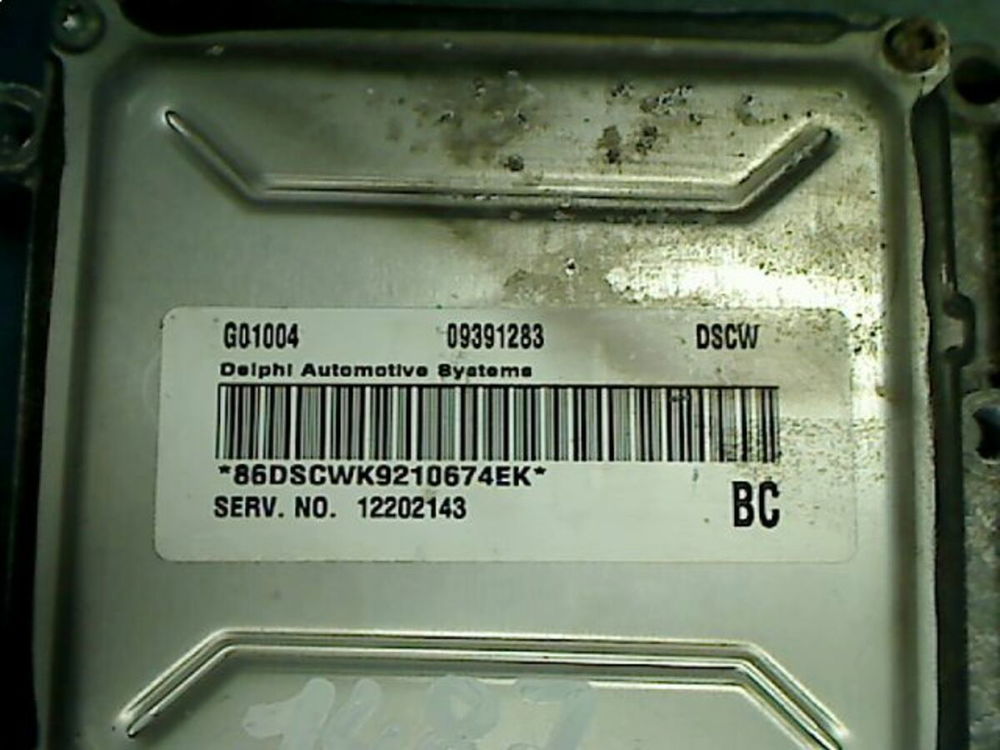 G01004 09391283 DSCW
Delphi Automotive Systems
*86DSCWK9210674EK*
SERV. NO. 12202143 BC